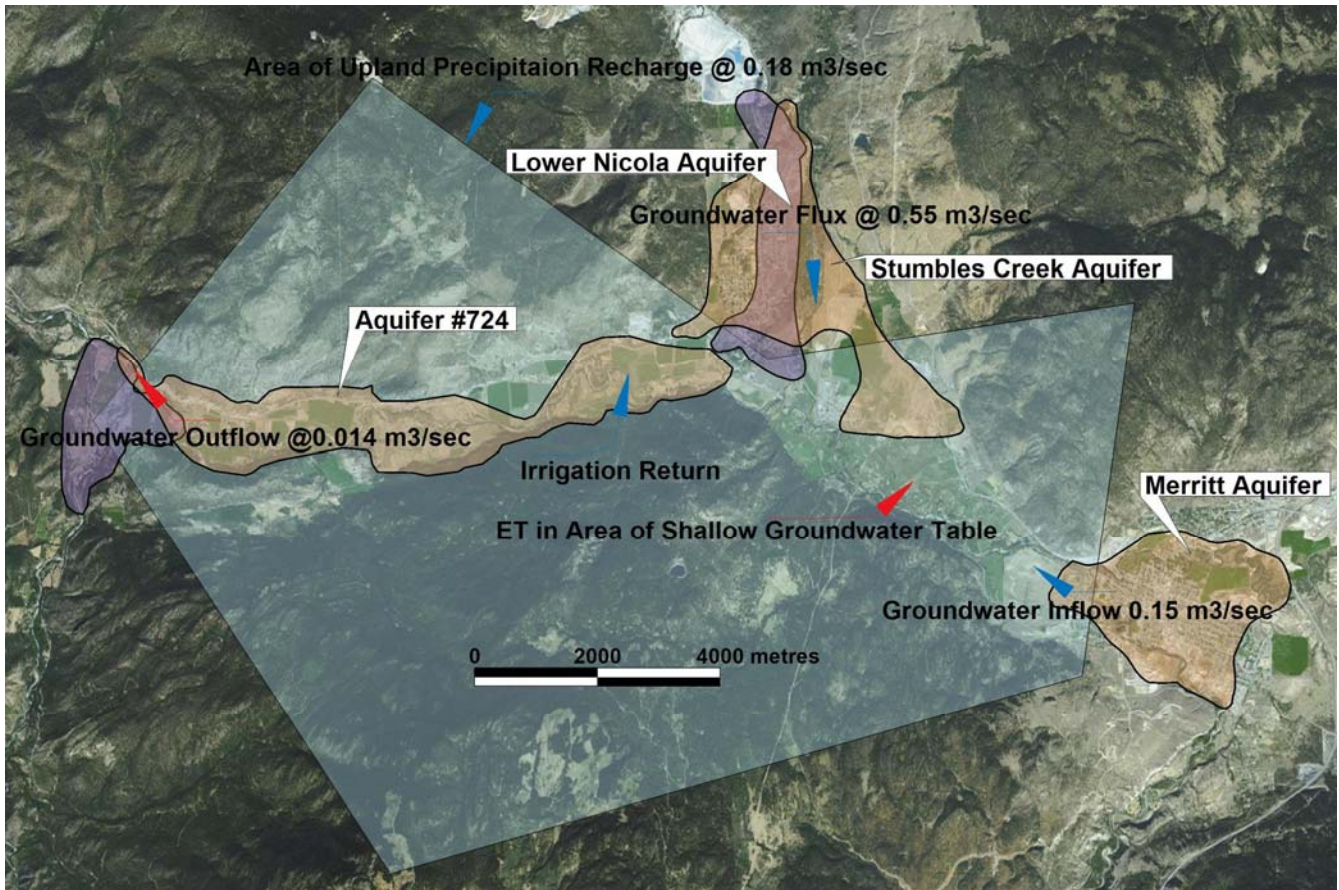 Area of Upland Precipitaion Recharge @ 0.18 m3/sec
Lower Nicola Aquifer
Groundwater Flux @ 0.55 m3/sec
Stumbles Creek Aquifer
Aquifer #724
Groundwater Outflow @0.014 m3/sec
Irrigation Return
Merritt Aquifer
ET in Area of Shallow Groundwater Table
Groundwater Inflow 0.15 m3/sec
0 2000 4000 metres